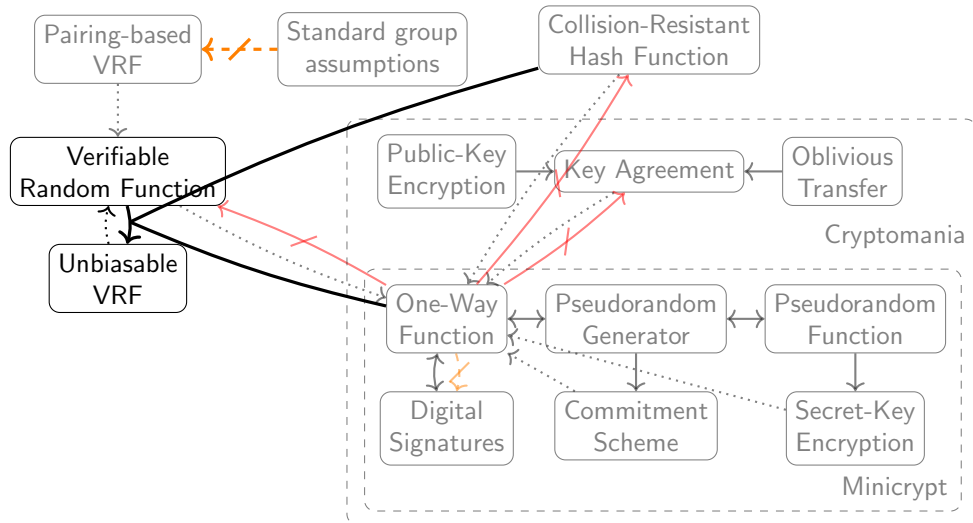 Pairing-based
VRF
Standard group
assumptions
Collision-Resistant
Hash Function
Verifiable
Random Function
Public-Key
Encryption
Key Agreement
Oblivious
Transfer
Cryptomania
Unbiasable
VRF
One-Way
Function
Pseudorandom
Generator
Pseudorandom
Function
Digital
Signatures
Commitment
Scheme
Secret-Key
Encryption
Minicrypt